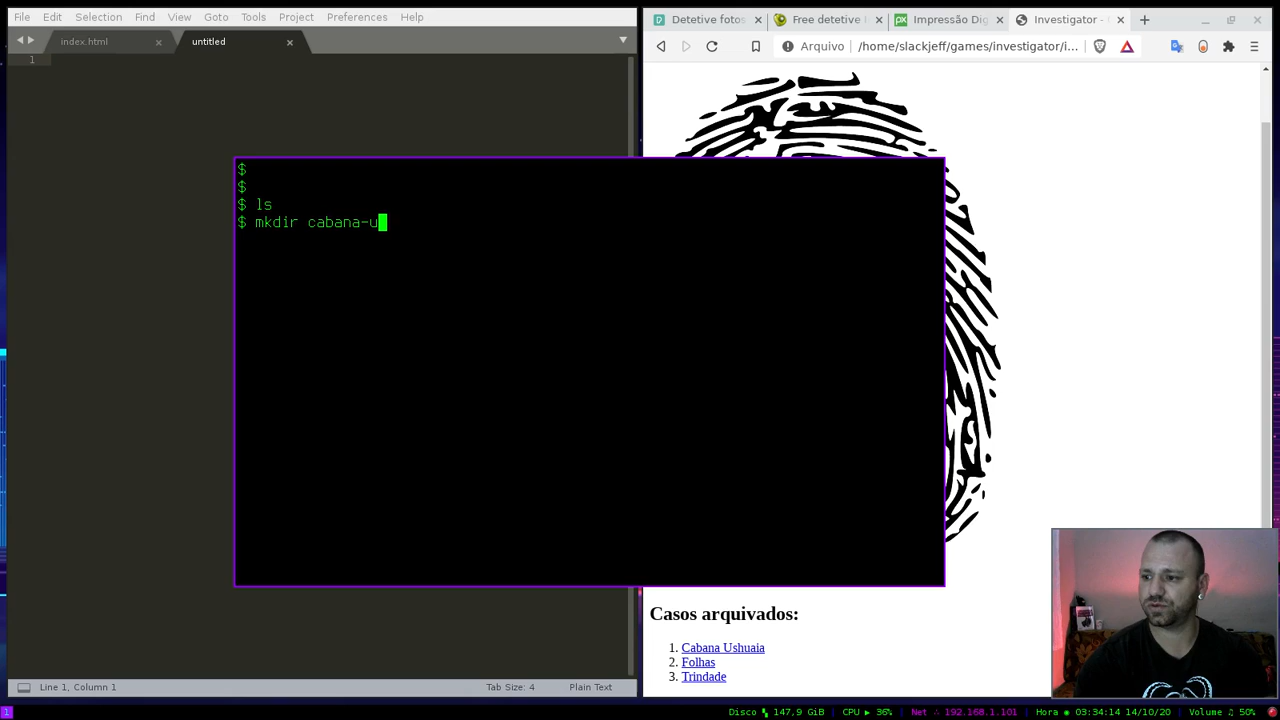 File Edit Selection Find View Goto Tools Project Preferences Help
index.html × untitled ×
1
Detetive fotos × Free detetive × Impressão Dig × Investigator - × +
Arquivo /home/slackjeff/games/investigator/i...
$
$
$ ls
$ mkdir cabana-u
Casos arquivados:
1. Cabana Ushuaia
2. Folhas
3. Trindade
Line 1, Column 1 Tab Size: 4 Plain Text
1 Disco 147,9 GiB CPU 36% Net 192.168.1.101 Hora 03:34:14 14/10/20 Volume ♫ 50%